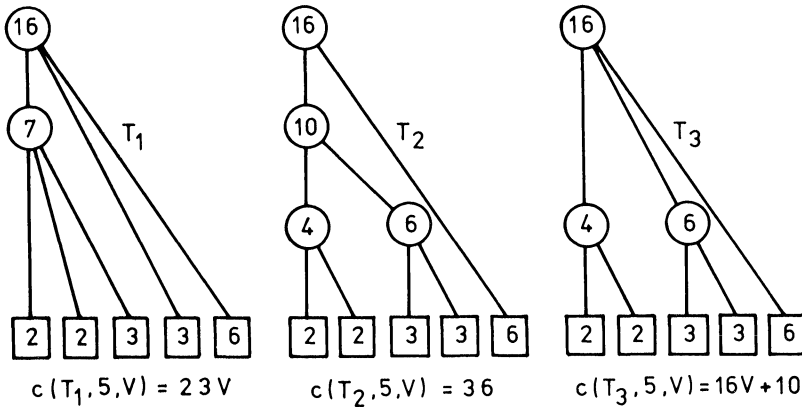 16 16 16
7 T1 10 T2 T3
4 6 4 6
2 2 3 3 6 2 2 3 3 6 2 2 3 3 6
c(T1,5,V) = 23V c(T2,5,V) = 36 c(T3,5,V)=16V+10